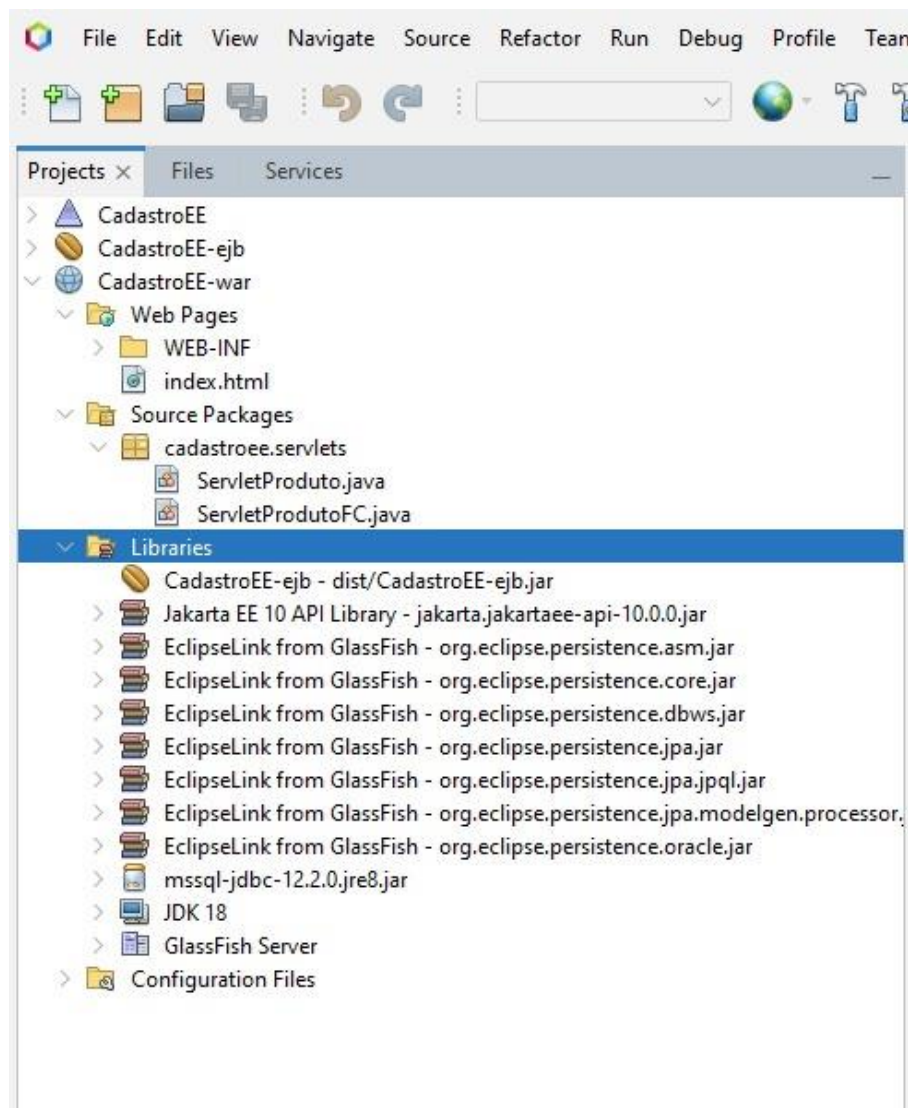 File Edit View Navigate Source Refactor Run Debug Profile Team
Projects Files Services
CadastroEE
CadastroEE-ejb
CadastroEE-war
Web Pages
WEB-INF
index.html
Source Packages
cadastroee.servlets
ServletProduto.java
ServletProdutoFC.java
Libraries
CadastroEE-ejb - dist/CadastroEE-ejb.jar
Jakarta EE 10 API Library - jakarta.jakartaee-api-10.0.0.jar
EclipseLink from GlassFish - org.eclipse.persistence.asm.jar
EclipseLink from GlassFish - org.eclipse.persistence.core.jar
EclipseLink from GlassFish - org.eclipse.persistence.dbws.jar
EclipseLink from GlassFish - org.eclipse.persistence.jpa.jar
EclipseLink from GlassFish - org.eclipse.persistence.jpa.jpql.jar
EclipseLink from GlassFish - org.eclipse.persistence.jpa.modelgen.processor.
EclipseLink from GlassFish - org.eclipse.persistence.oracle.jar
mssql-jdbc-12.2.0.jre8.jar
JDK 18
GlassFish Server
Configuration Files